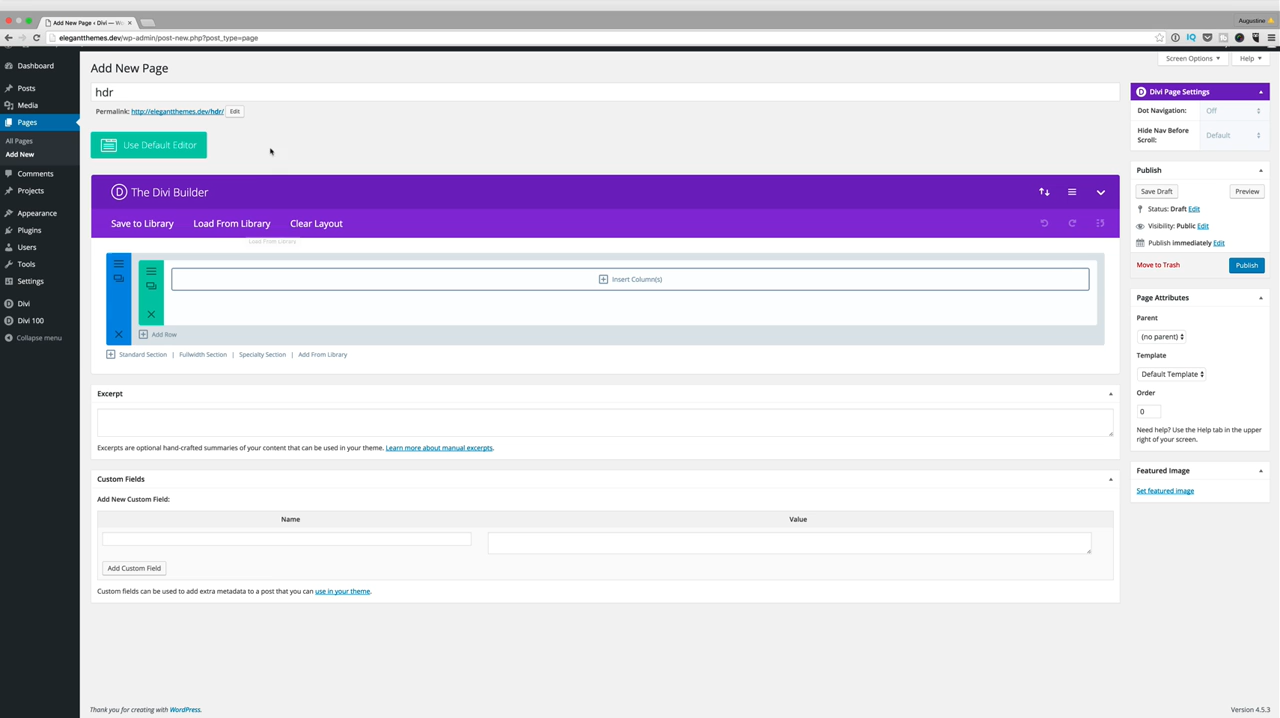 Add New Page ‹ Divi — W
Augustine
elegantthemes.dev/wp-admin/post-new.php?post_type=page
Dashboard
Posts
Media
Pages
All Pages
Add New
Comments
Projects
Appearance
Plugins
Users
Tools
Settings
Divi
Divi 100
Collapse menu
Screen Options
Help
Add New Page
hdr
Permalink: http://elegantthemes.dev/hdr/ Edit
Use Default Editor
The Divi Builder
Save to Library Load From Library Clear Layout
Load From Library
Insert Column(s)
Add Row
Standard Section | Fullwidth Section | Specialty Section | Add From Library
Excerpt
Excerpts are optional hand-crafted summaries of your content that can be used in your theme. Learn more about manual excerpts.
Custom Fields
Add New Custom Field:
Name Value
Add Custom Field
Custom fields can be used to add extra metadata to a post that you can use in your theme.
Divi Page Settings
Dot Navigation: Off
Hide Nav Before
Scroll:
Default
Publish
Save Draft Preview
Status: Draft Edit
Visibility: Public Edit
Publish immediately Edit
Move to Trash Publish
Page Attributes
Parent
(no parent)
Template
Default Template
Order
0
Need help? Use the Help tab in the upper
right of your screen.
Featured Image
Set featured image
Thank you for creating with WordPress.
Version 4.5.3